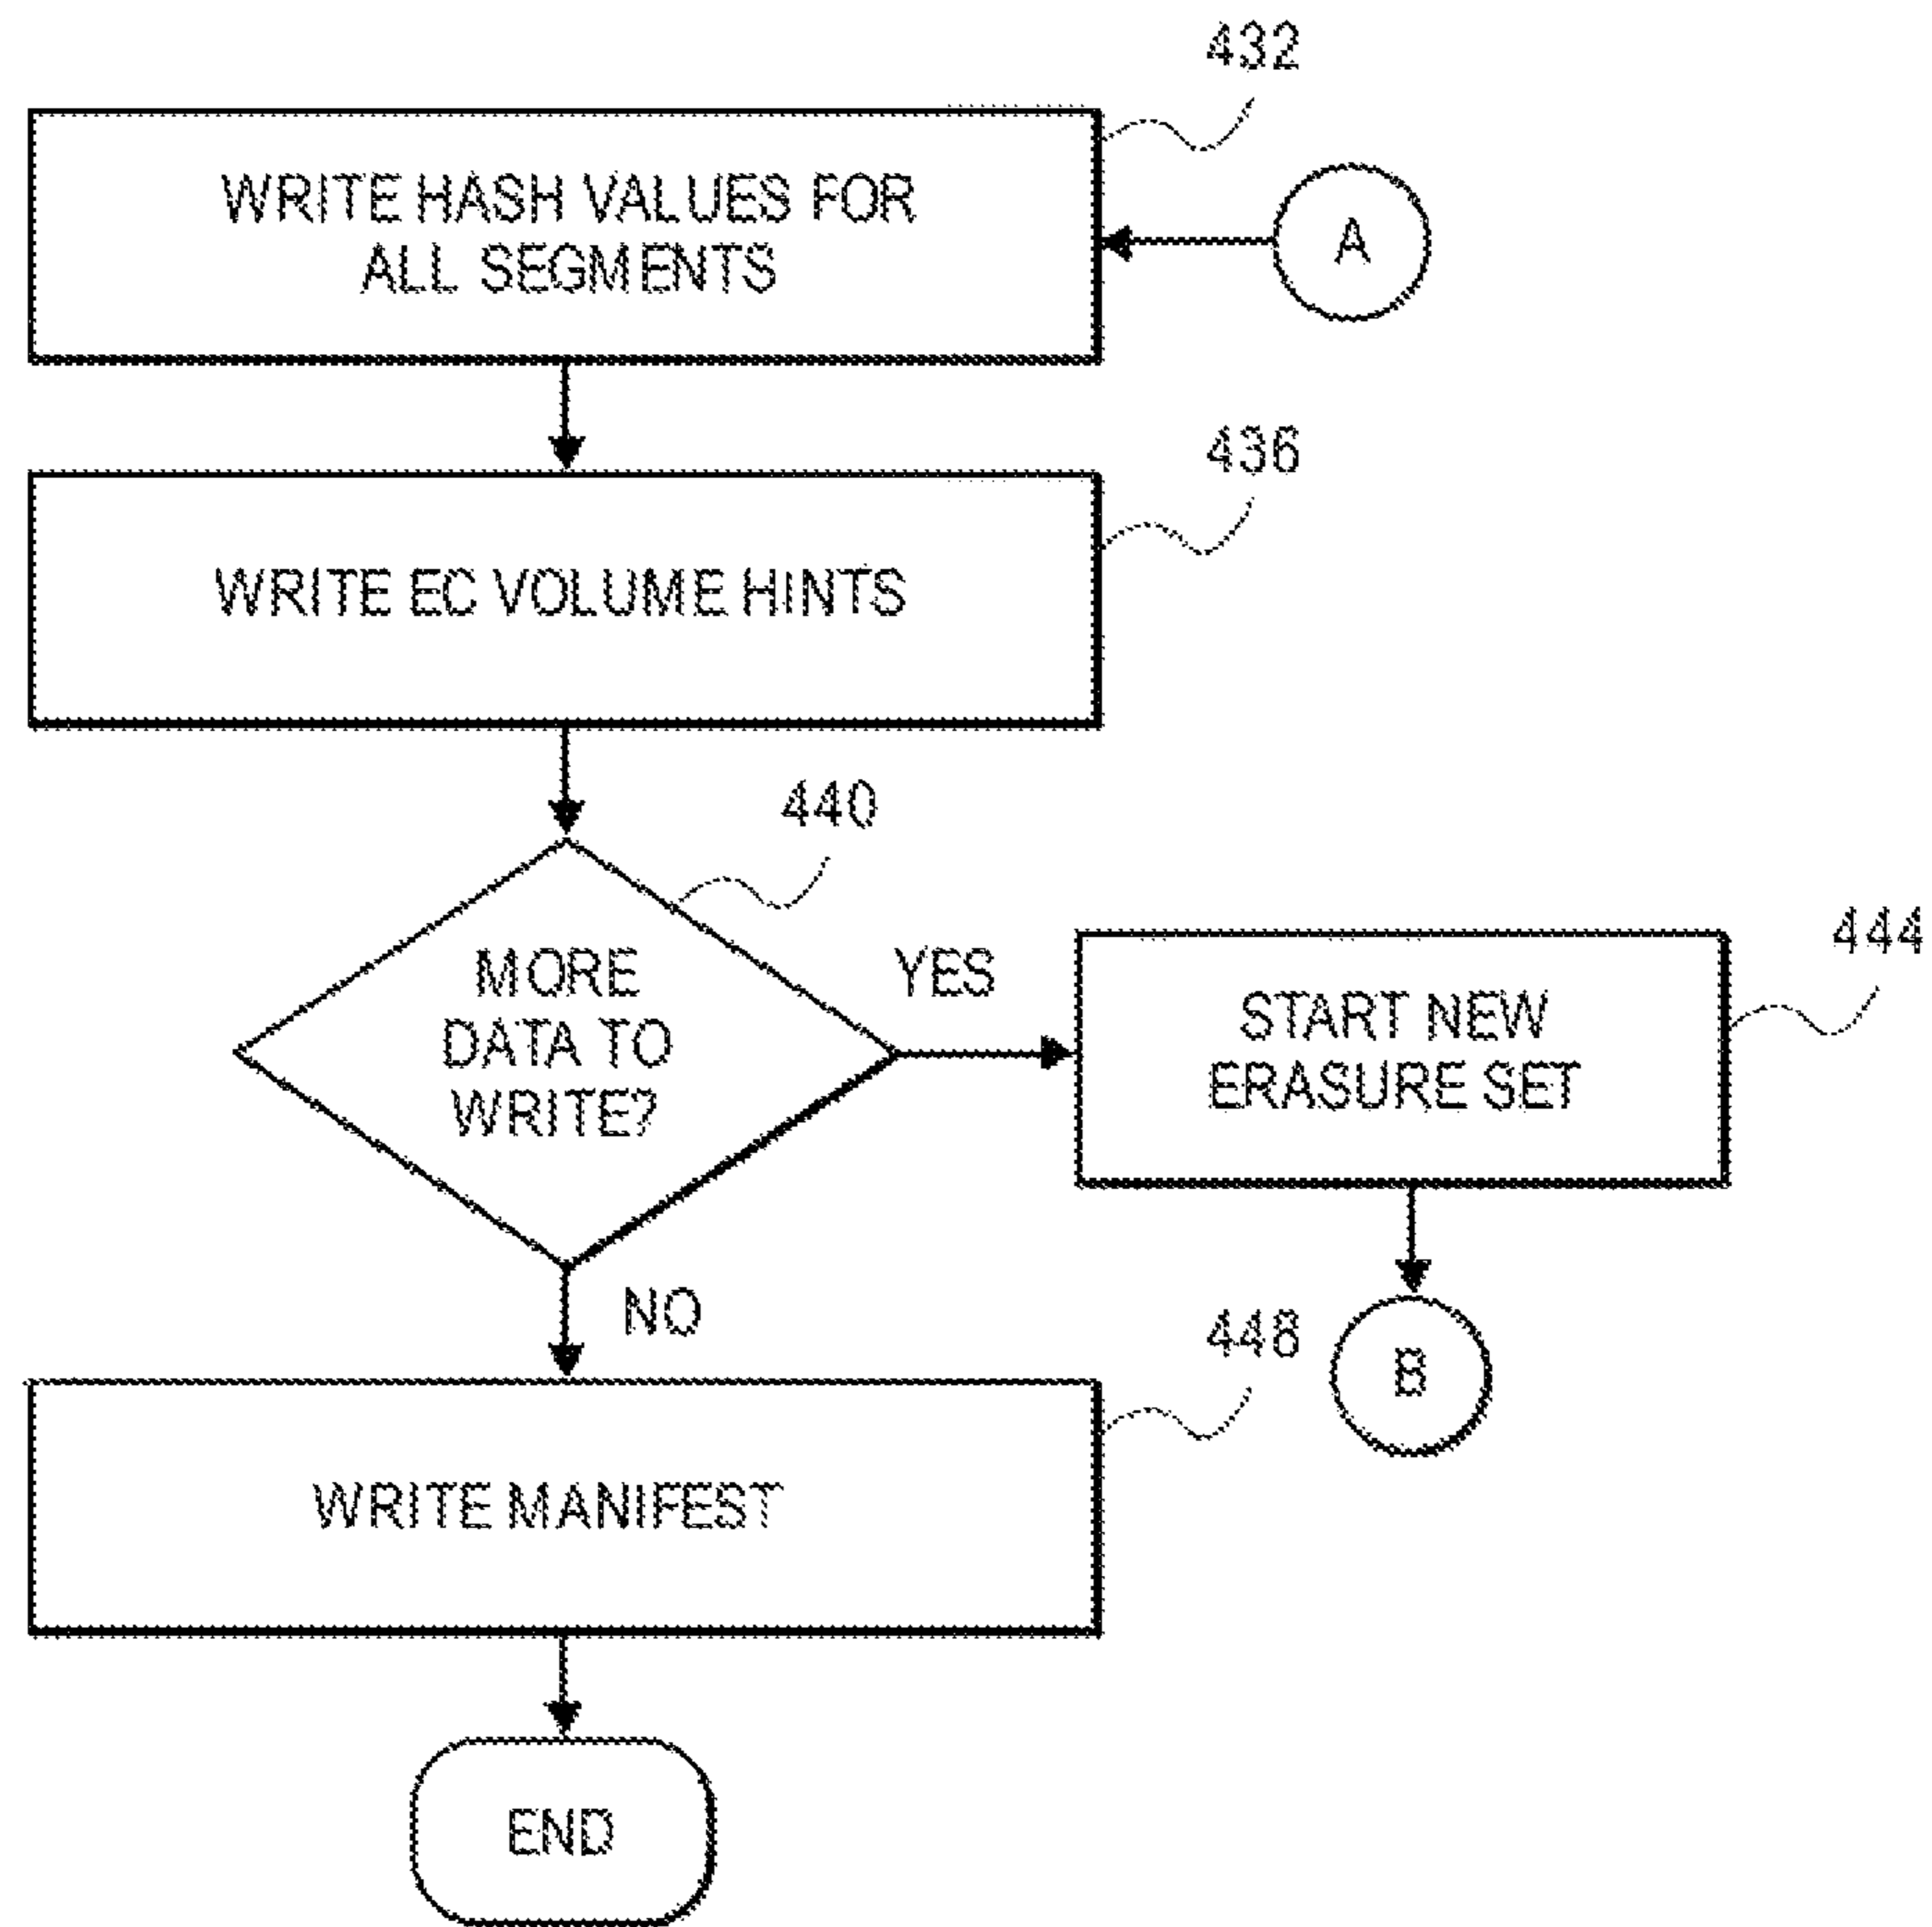 432
WRITE HASH VALUES FOR
ALL SEGMENTS
A
436
WRITE EC VOLUME HINTS
440
MORE
DATA TO
WRITE?
YES
444
START NEW
ERASURE SET
NO
448
B
WRITE MANIFEST
END